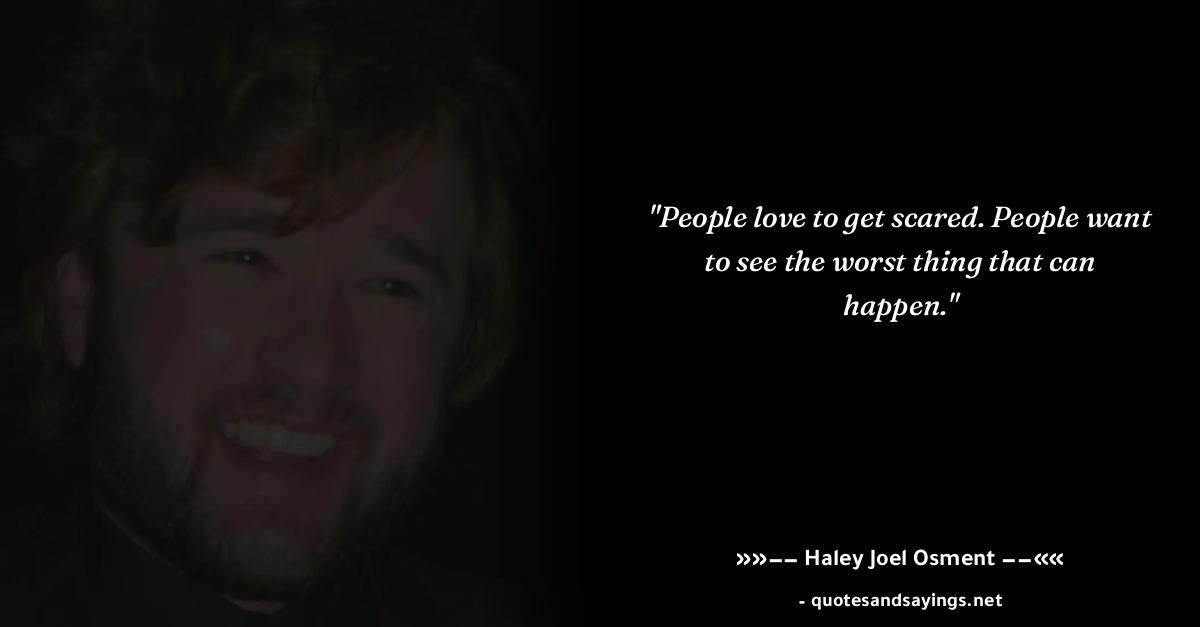 "People love to get scared. People want
to see the worst thing that can
happen."
»»−− Haley Joel Osment −−««
- quotesandsayings.net